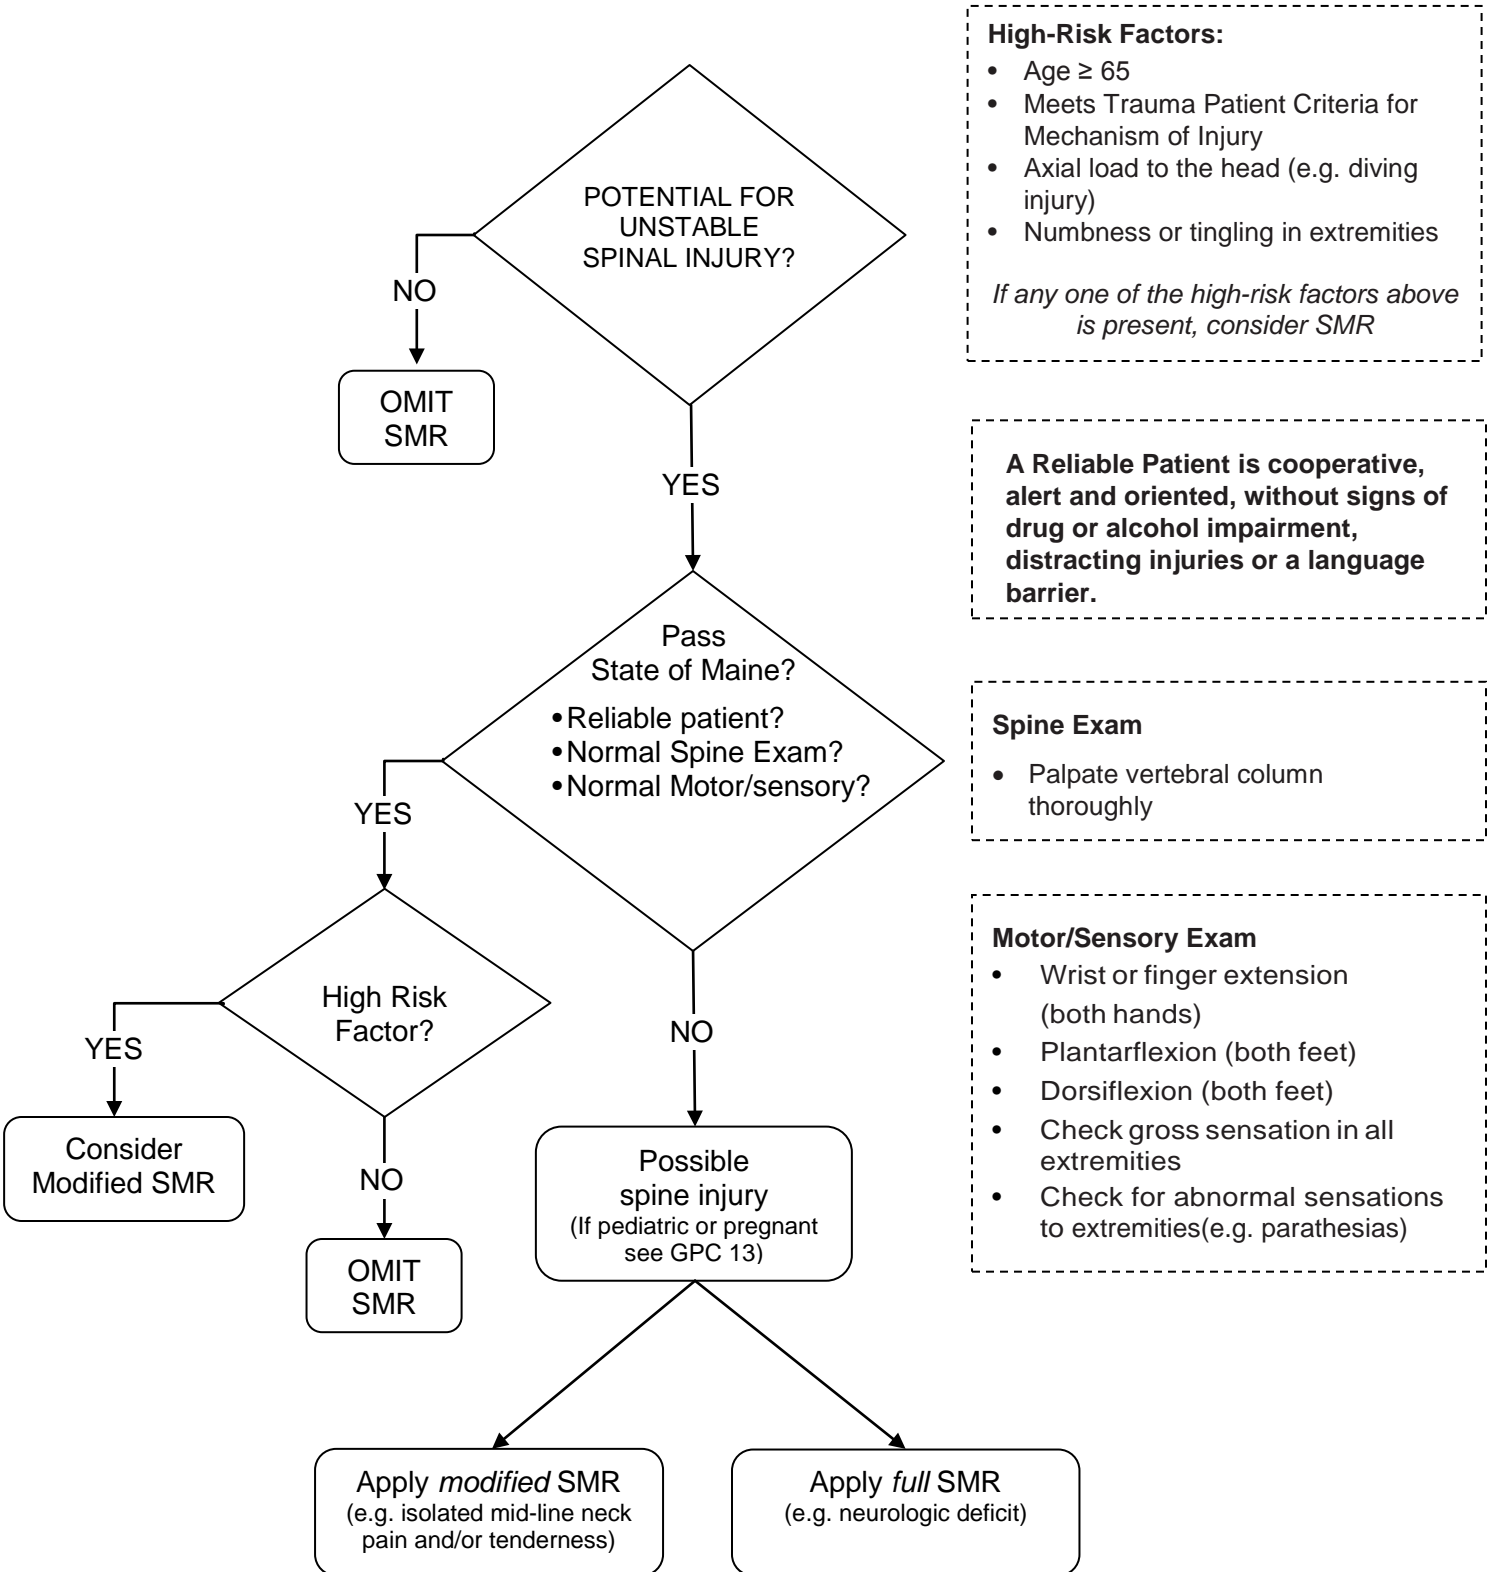 POTENTIAL FOR
UNSTABLE
SPINAL INJURY?
NO
OMIT
SMR
YES
Pass
State of Maine?
•Reliable patient?
•Normal Spine Exam?
•Normal Motor/sensory?
YES
High Risk
Factor?
YES
Consider
Modified SMR
NO
OMIT
SMR
NO
Possible
spine injury
(If pediatric or pregnant
see GPC 13)
Apply modified SMR
(e.g. isolated mid-line neck
pain and/or tenderness)
Apply full SMR
(e.g. neurologic deficit)
High-Risk Factors:
• Age ≥ 65
• Meets Trauma Patient Criteria for
Mechanism of Injury
• Axial load to the head (e.g. diving
injury)
• Numbness or tingling in extremities
If any one of the high-risk factors above
is present, consider SMR
A Reliable Patient is cooperative,
alert and oriented, without signs of
drug or alcohol impairment,
distracting injuries or a language
barrier.
Spine Exam
• Palpate vertebral column
thoroughly
Motor/Sensory Exam
• Wrist or finger extension
(both hands)
• Plantarflexion (both feet)
• Dorsiflexion (both feet)
• Check gross sensation in all
extremities
• Check for abnormal sensations
to extremities(e.g. parathesias)